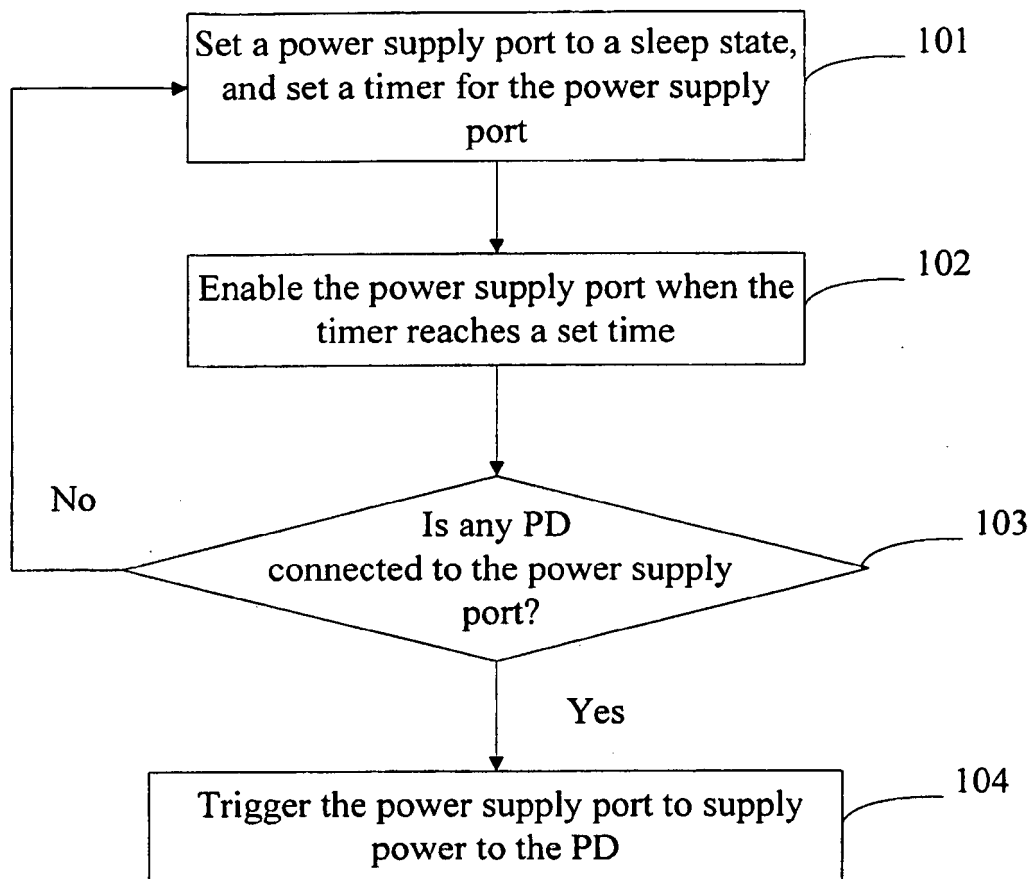 Set a power supply port to a sleep state,
and set a timer for the power supply
port
101
Enable the power supply port when the
timer reaches a set time
102
No
Is any PD
connected to the power supply
port?
103
Yes
Trigger the power supply port to supply
power to the PD
104